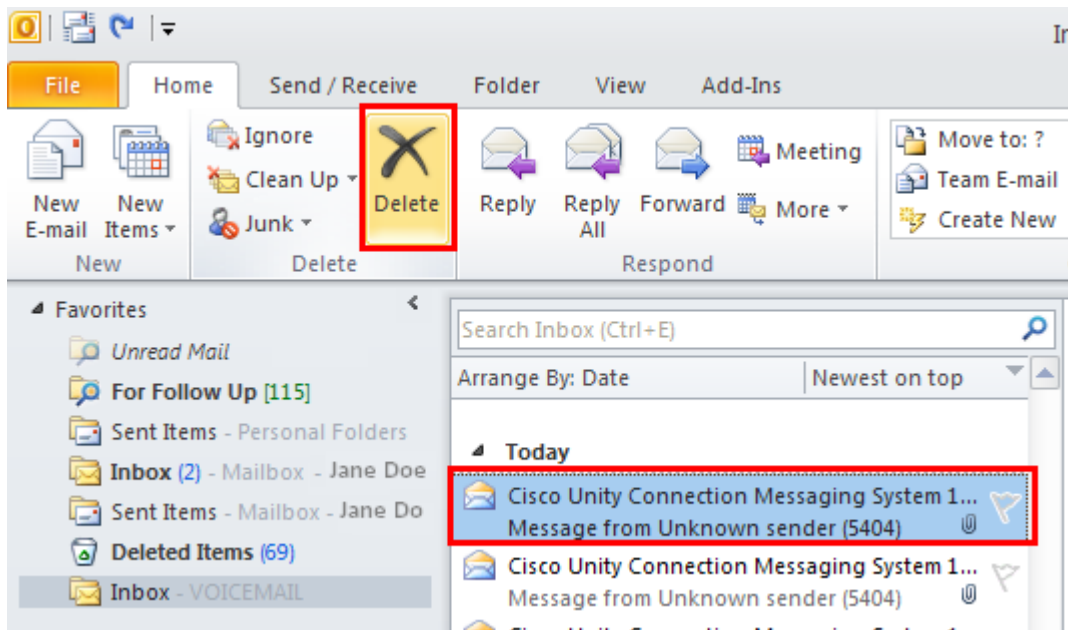 In
File Home Send / Receive Folder View Add-Ins
Ignore
Clean Up
Junk
New E-mail
New Items
Delete
Reply
Reply All
Forward
Meeting
More
Move to: ?
Team E-mail
Create New
New Delete Respond
Favorites
Unread Mail
For Follow Up [115]
Sent Items - Personal Folders
Inbox (2) - Mailbox - Jane Doe
Sent Items - Mailbox - Jane Do
Deleted Items (69)
Inbox - VOICEMAIL
Search Inbox (Ctrl+E)
Arrange By: Date Newest on top
Today
Cisco Unity Connection Messaging System 1...
Message from Unknown sender (5404)
Cisco Unity Connection Messaging System 1...
Message from Unknown sender (5404)